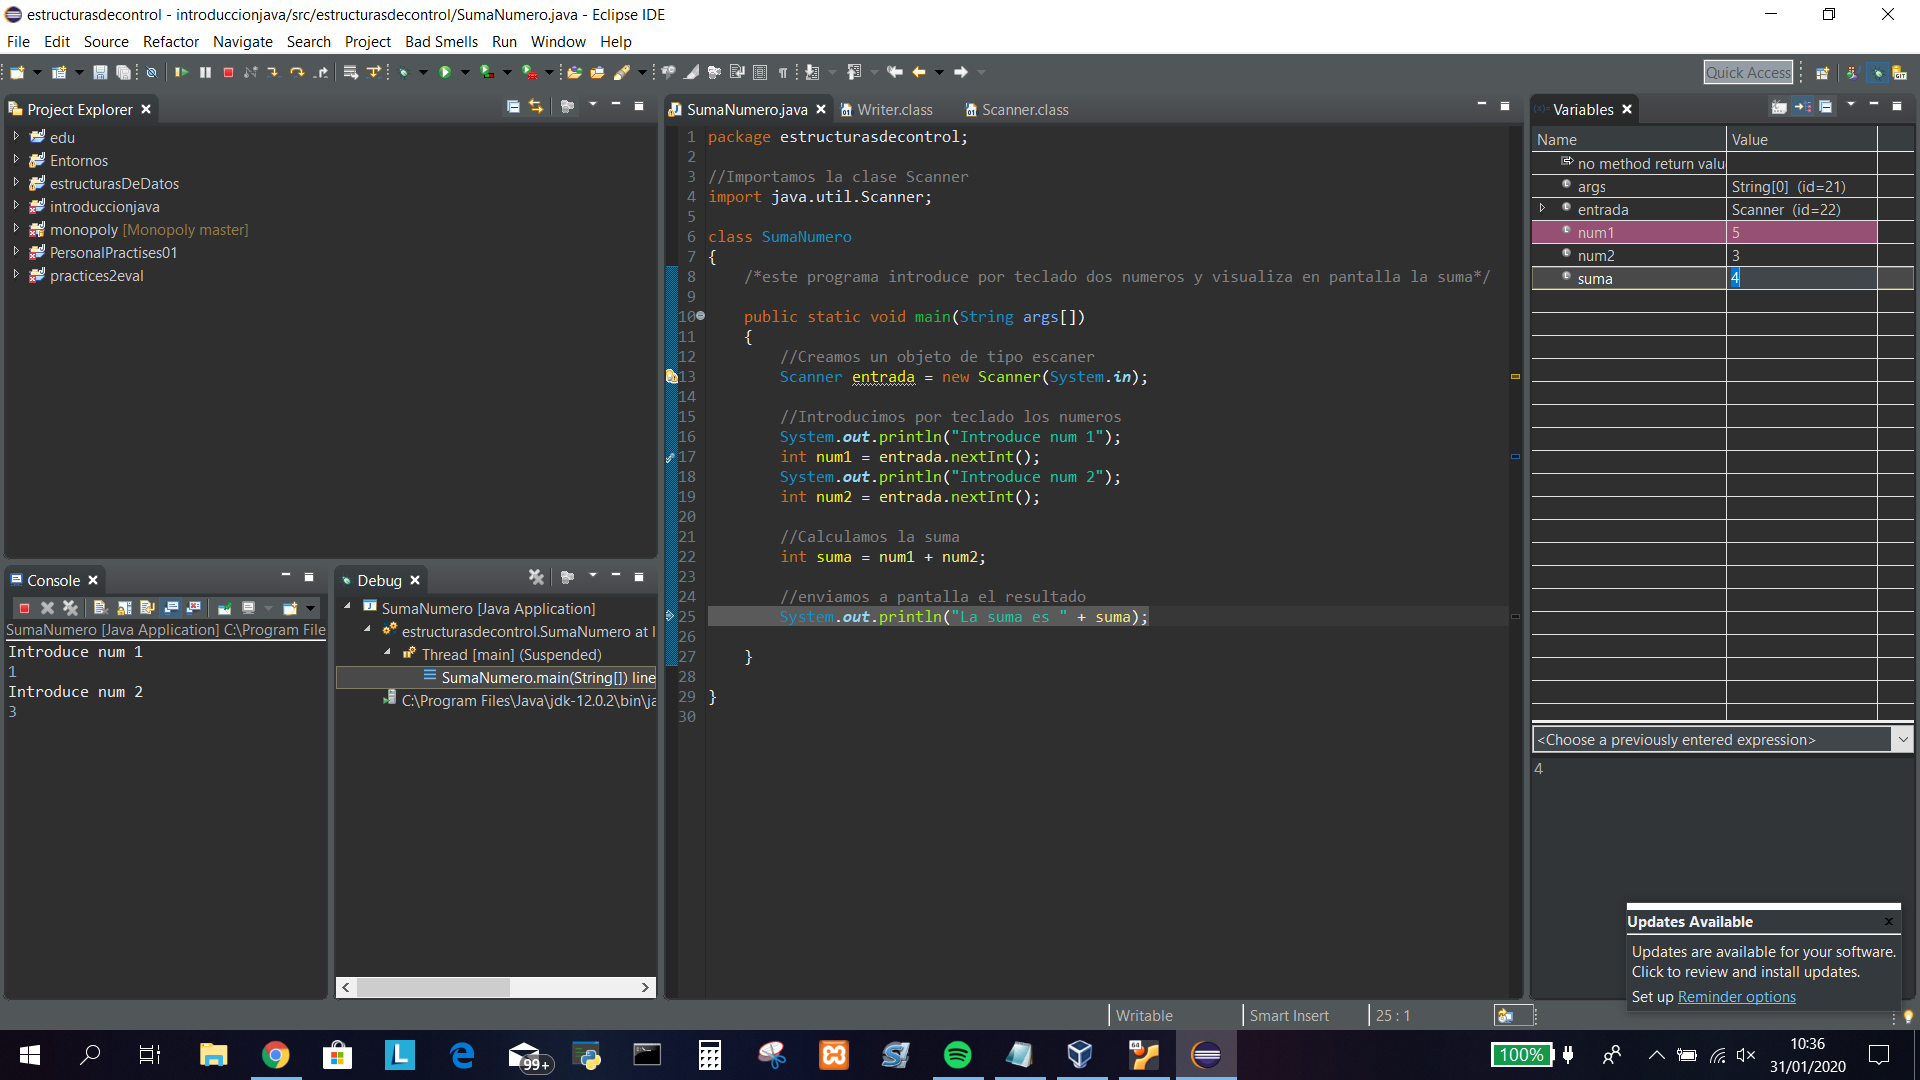 estructurasdecontrol - introduccionjava/src/estructurasdecontrol/SumaNumero.java - Eclipse IDE
File Edit Source Refactor Navigate Search Project Bad Smells Run Window Help
Quick Access
Project Explorer
edu
Entornos
estructurasDeDatos
introduccionjava
monopoly [Monopoly master]
PersonalPractises01
practices2eval
Console
SumaNumero [Java Application] C:\Program File
Introduce num 1
1
Introduce num 2
3
Debug
SumaNumero [Java Application]
estructurasdecontrol.SumaNumero at l
Thread [main] (Suspended)
SumaNumero.main(String[]) line
C:\Program Files\Java\jdk-12.0.2\bin\ja
SumaNumero.java Writer.class Scanner.class
1 package estructurasdecontrol;
2
3 //Importamos la clase Scanner
4 import java.util.Scanner;
5
6 class SumaNumero
7 {
8 /*este programa introduce por teclado dos numeros y visualiza en pantalla la suma*/
9
10 public static void main(String args[])
11 {
12 //Creamos un objeto de tipo escaner
13 Scanner entrada = new Scanner(System.in);
14
15 //Introducimos por teclado los numeros
16 System.out.println("Introduce num 1");
17 int num1 = entrada.nextInt();
18 System.out.println("Introduce num 2");
19 int num2 = entrada.nextInt();
20
21 //Calculamos la suma
22 int suma = num1 + num2;
23
24 //enviamos a pantalla el resultado
25 System.out.println("La suma es " + suma);
26
27 }
28
29 }
30
Variables
Name Value
no method return valu
args String[0] (id=21)
entrada Scanner (id=22)
num1 5
num2 3
suma 4
<Choose a previously entered expression>
4
Updates Available
Updates are available for your software.
Click to review and install updates.
Set up Reminder options
Writable Smart Insert 25 : 1
99+
64
100%
10:36
31/01/2020